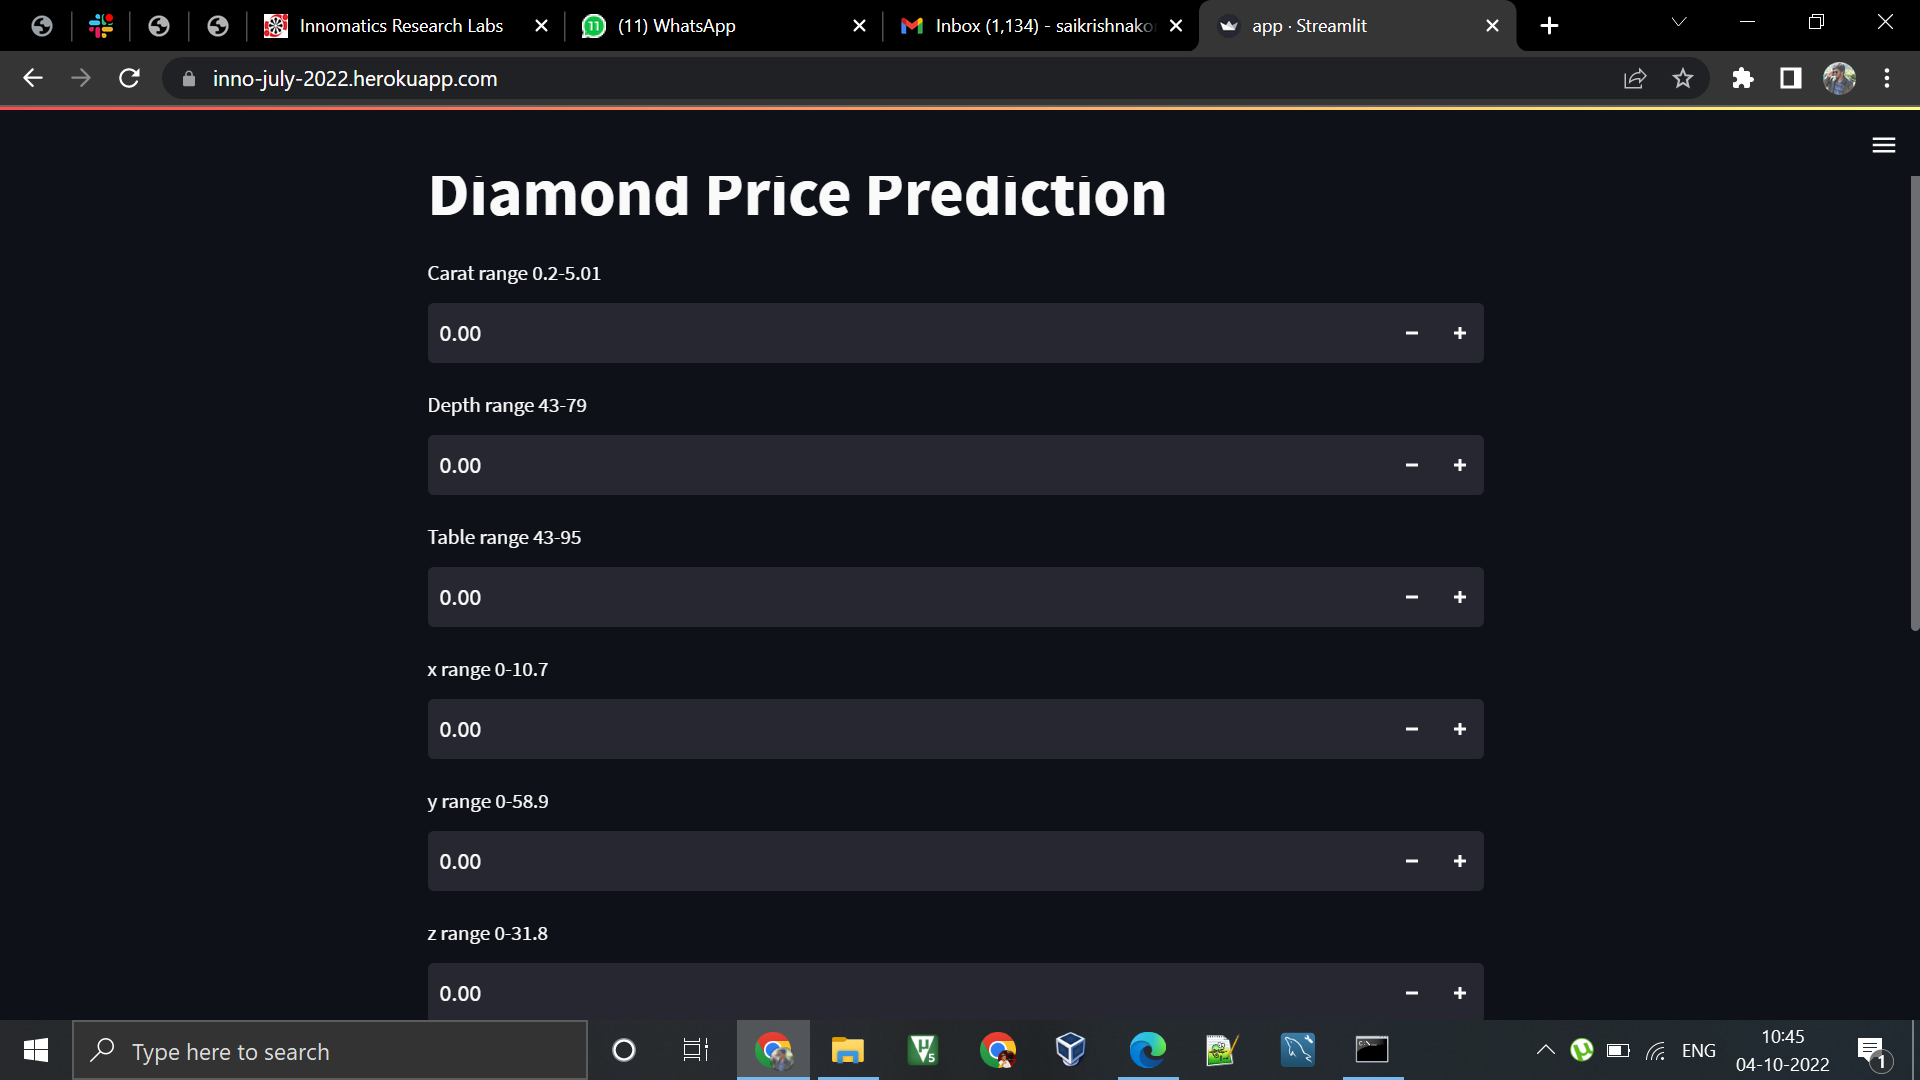 Innomatics Research Labs
(11) WhatsApp
Inbox (1,134) - saikrishnako
app · Streamlit
inno-july-2022.herokuapp.com
Diamond Price Prediction
Carat range 0.2-5.01
0.00
Depth range 43-79
0.00
Table range 43-95
0.00
x range 0-10.7
0.00
y range 0-58.9
0.00
z range 0-31.8
0.00
Type here to search
ENG
10:45
04-10-2022
1